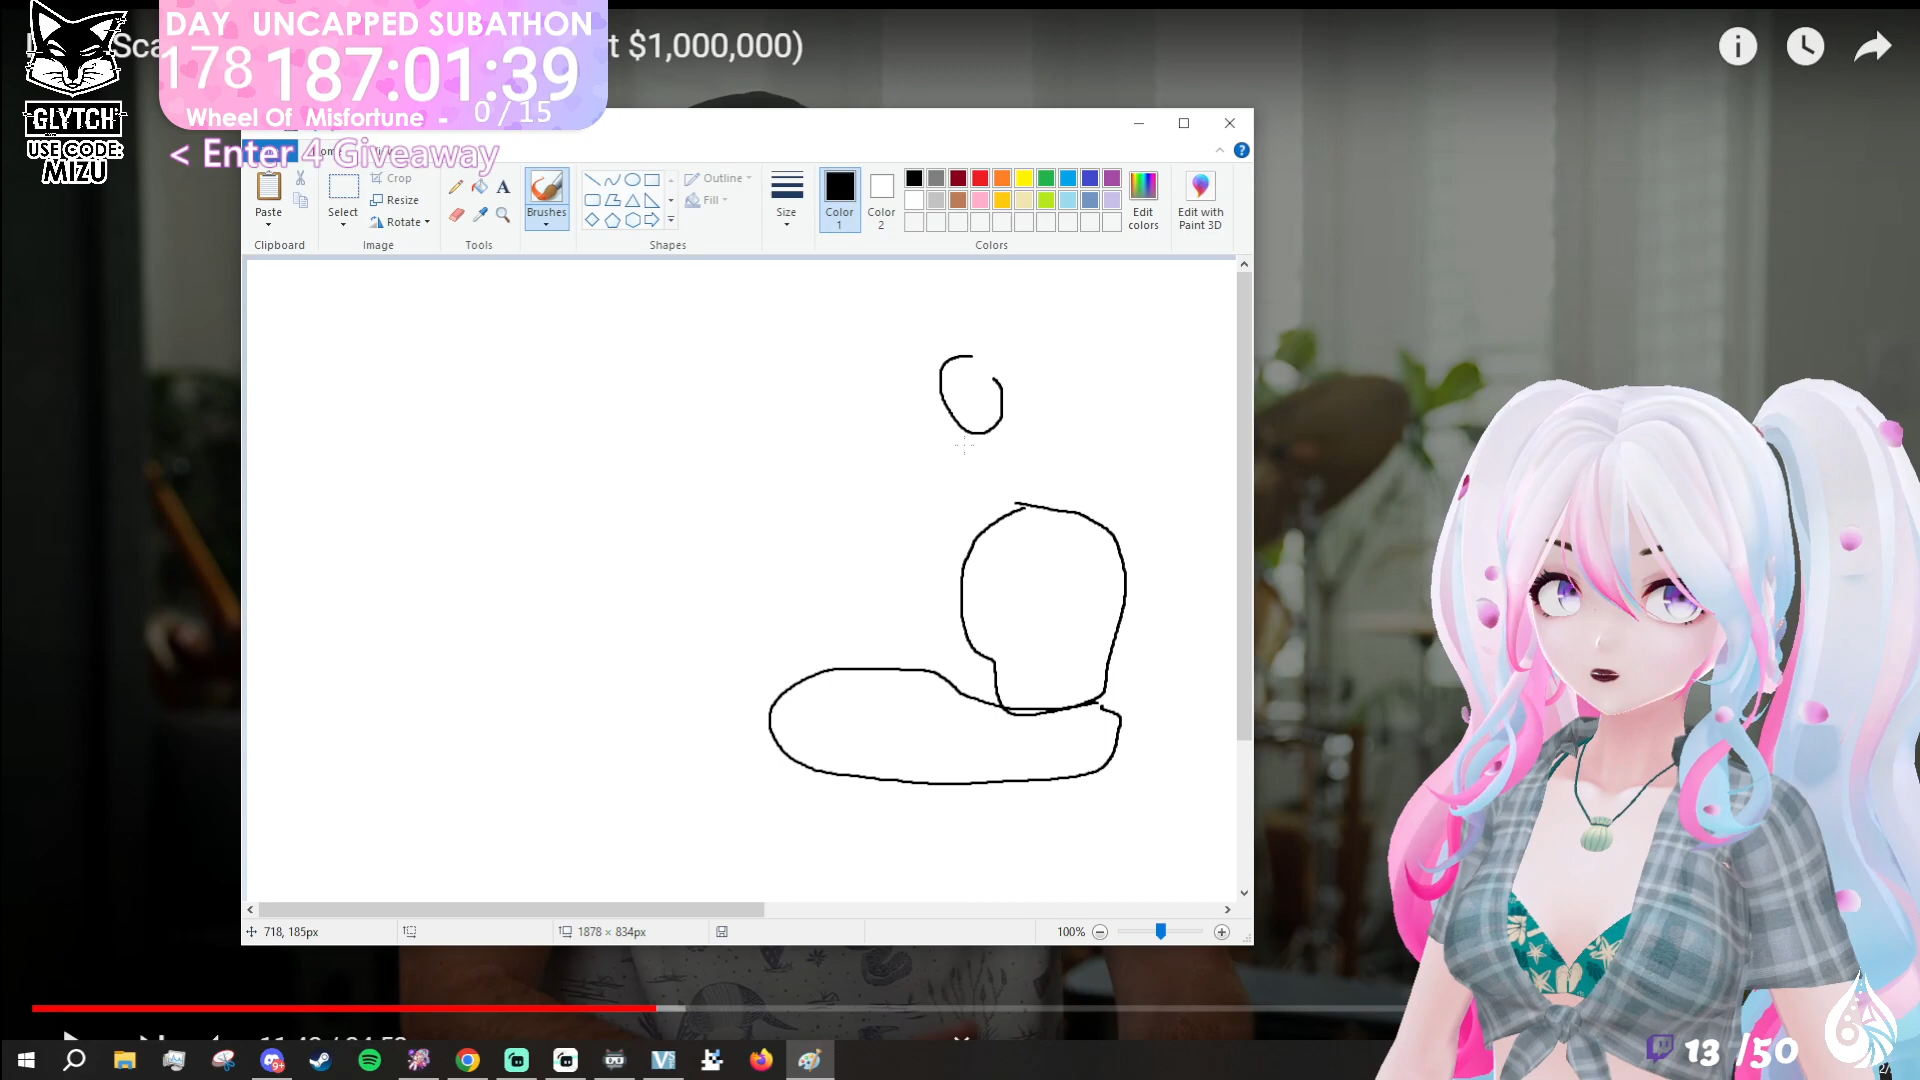 DAY UNCAPPED SUBATHON
178 187:01:39
Wheel Of Misfortune - 0 / 15
< Enter 4 Giveaway
t $1,000,000)
Sca
GLYTCH
USE CODE:
MIZU
Paste
Select
Crop
Resize
Rotate
Brushes
Outline
Fill
Size
Color 1
Color 2
Edit colors
Edit with Paint 3D
Clipboard
Image
Tools
Shapes
Colors
718, 185px
1878 × 834px
100%
9+
13 /50